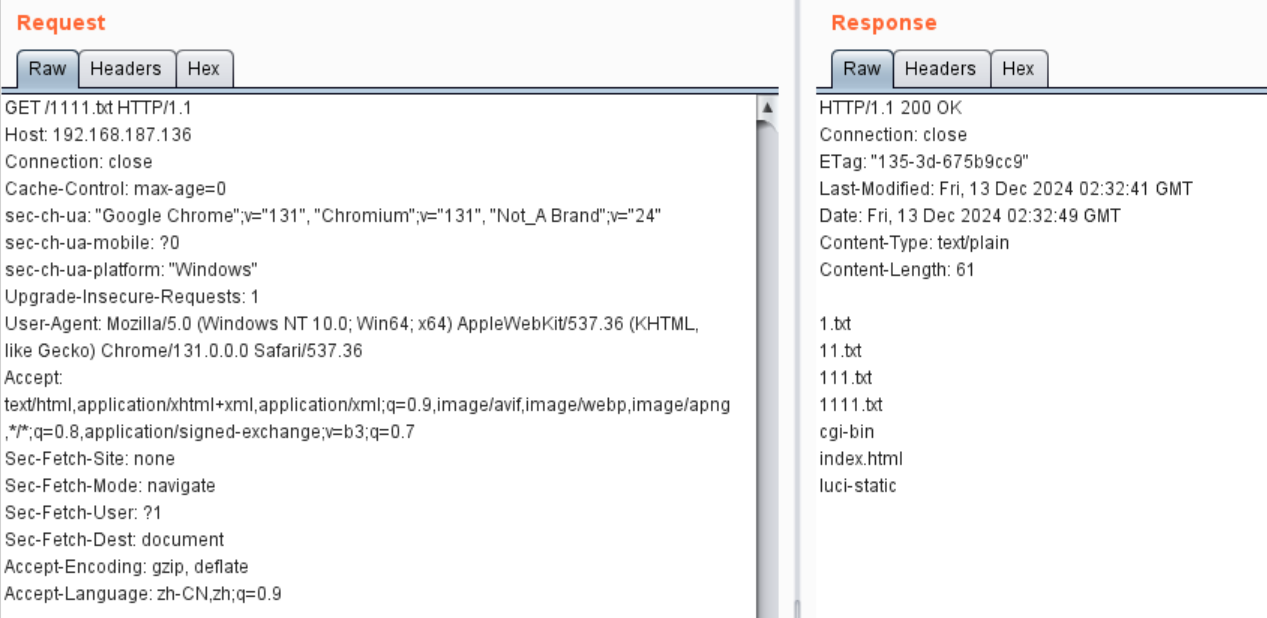 Request
Raw Headers Hex
GET /1111.txt HTTP/1.1
Host: 192.168.187.136
Connection: close
Cache-Control: max-age=0
sec-ch-ua: "Google Chrome";v="131", "Chromium";v="131", "Not_A Brand";v="24"
sec-ch-ua-mobile: ?0
sec-ch-ua-platform: "Windows"
Upgrade-Insecure-Requests: 1
User-Agent: Mozilla/5.0 (Windows NT 10.0; Win64; x64) AppleWebKit/537.36 (KHTML,
like Gecko) Chrome/131.0.0.0 Safari/537.36
Accept:
text/html,application/xhtml+xml,application/xml;q=0.9,image/avif,image/webp,image/apng
,*/*;q=0.8,application/signed-exchange;v=b3;q=0.7
Sec-Fetch-Site: none
Sec-Fetch-Mode: navigate
Sec-Fetch-User: ?1
Sec-Fetch-Dest: document
Accept-Encoding: gzip, deflate
Accept-Language: zh-CN,zh;q=0.9
Response
Raw Headers Hex
HTTP/1.1 200 OK
Connection: close
ETag: "135-3d-675b9cc9"
Last-Modified: Fri, 13 Dec 2024 02:32:41 GMT
Date: Fri, 13 Dec 2024 02:32:49 GMT
Content-Type: text/plain
Content-Length: 61
1.txt
11.txt
111.txt
1111.txt
cgi-bin
index.html
luci-static